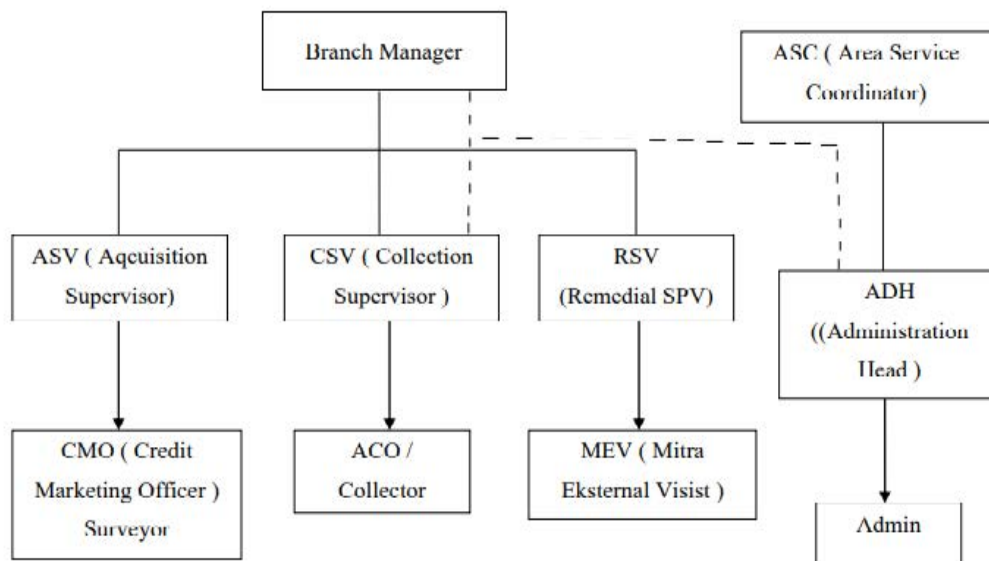 Branch Manager
ASC ( Area Service
Coordinator)
ASV ( Aqcuisition
Supervisor)
CSV ( Collection
Supervisor )
RSV
(Remedial SPV)
ADH
((Administration
Head )
CMO ( Credit
Marketing Officer )
Surveyor
ACO /
Collector
MEV ( Mitra
Eksternal Visist )
Admin